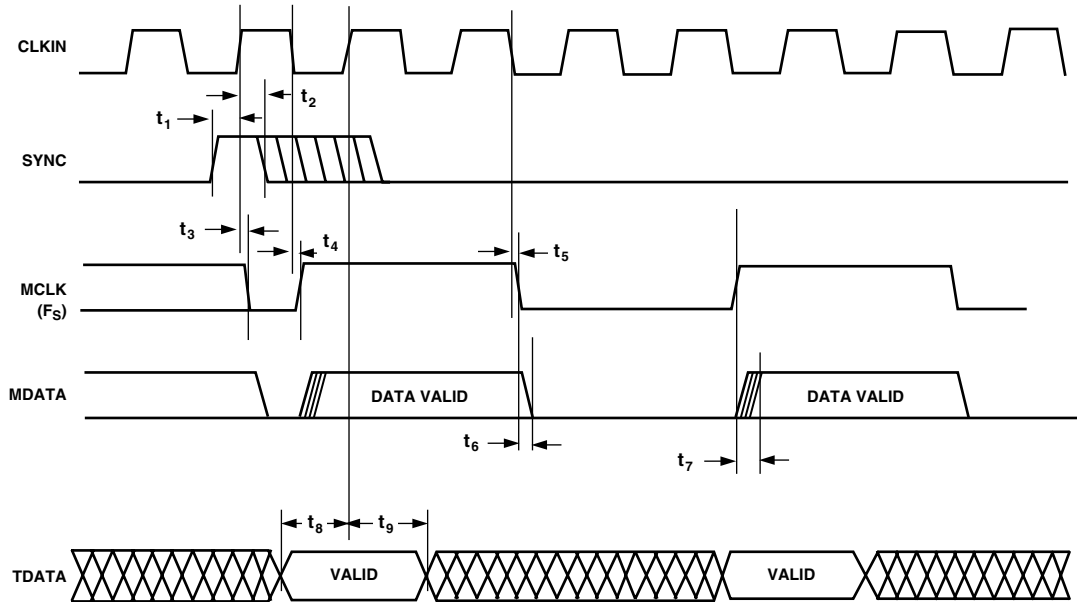 CLKIN
t2
t1
SYNC
t3
t4
t5
MCLK
(FS)
MDATA
DATA VALID
DATA VALID
t6
t7
t8
t9
TDATA
VALID
VALID